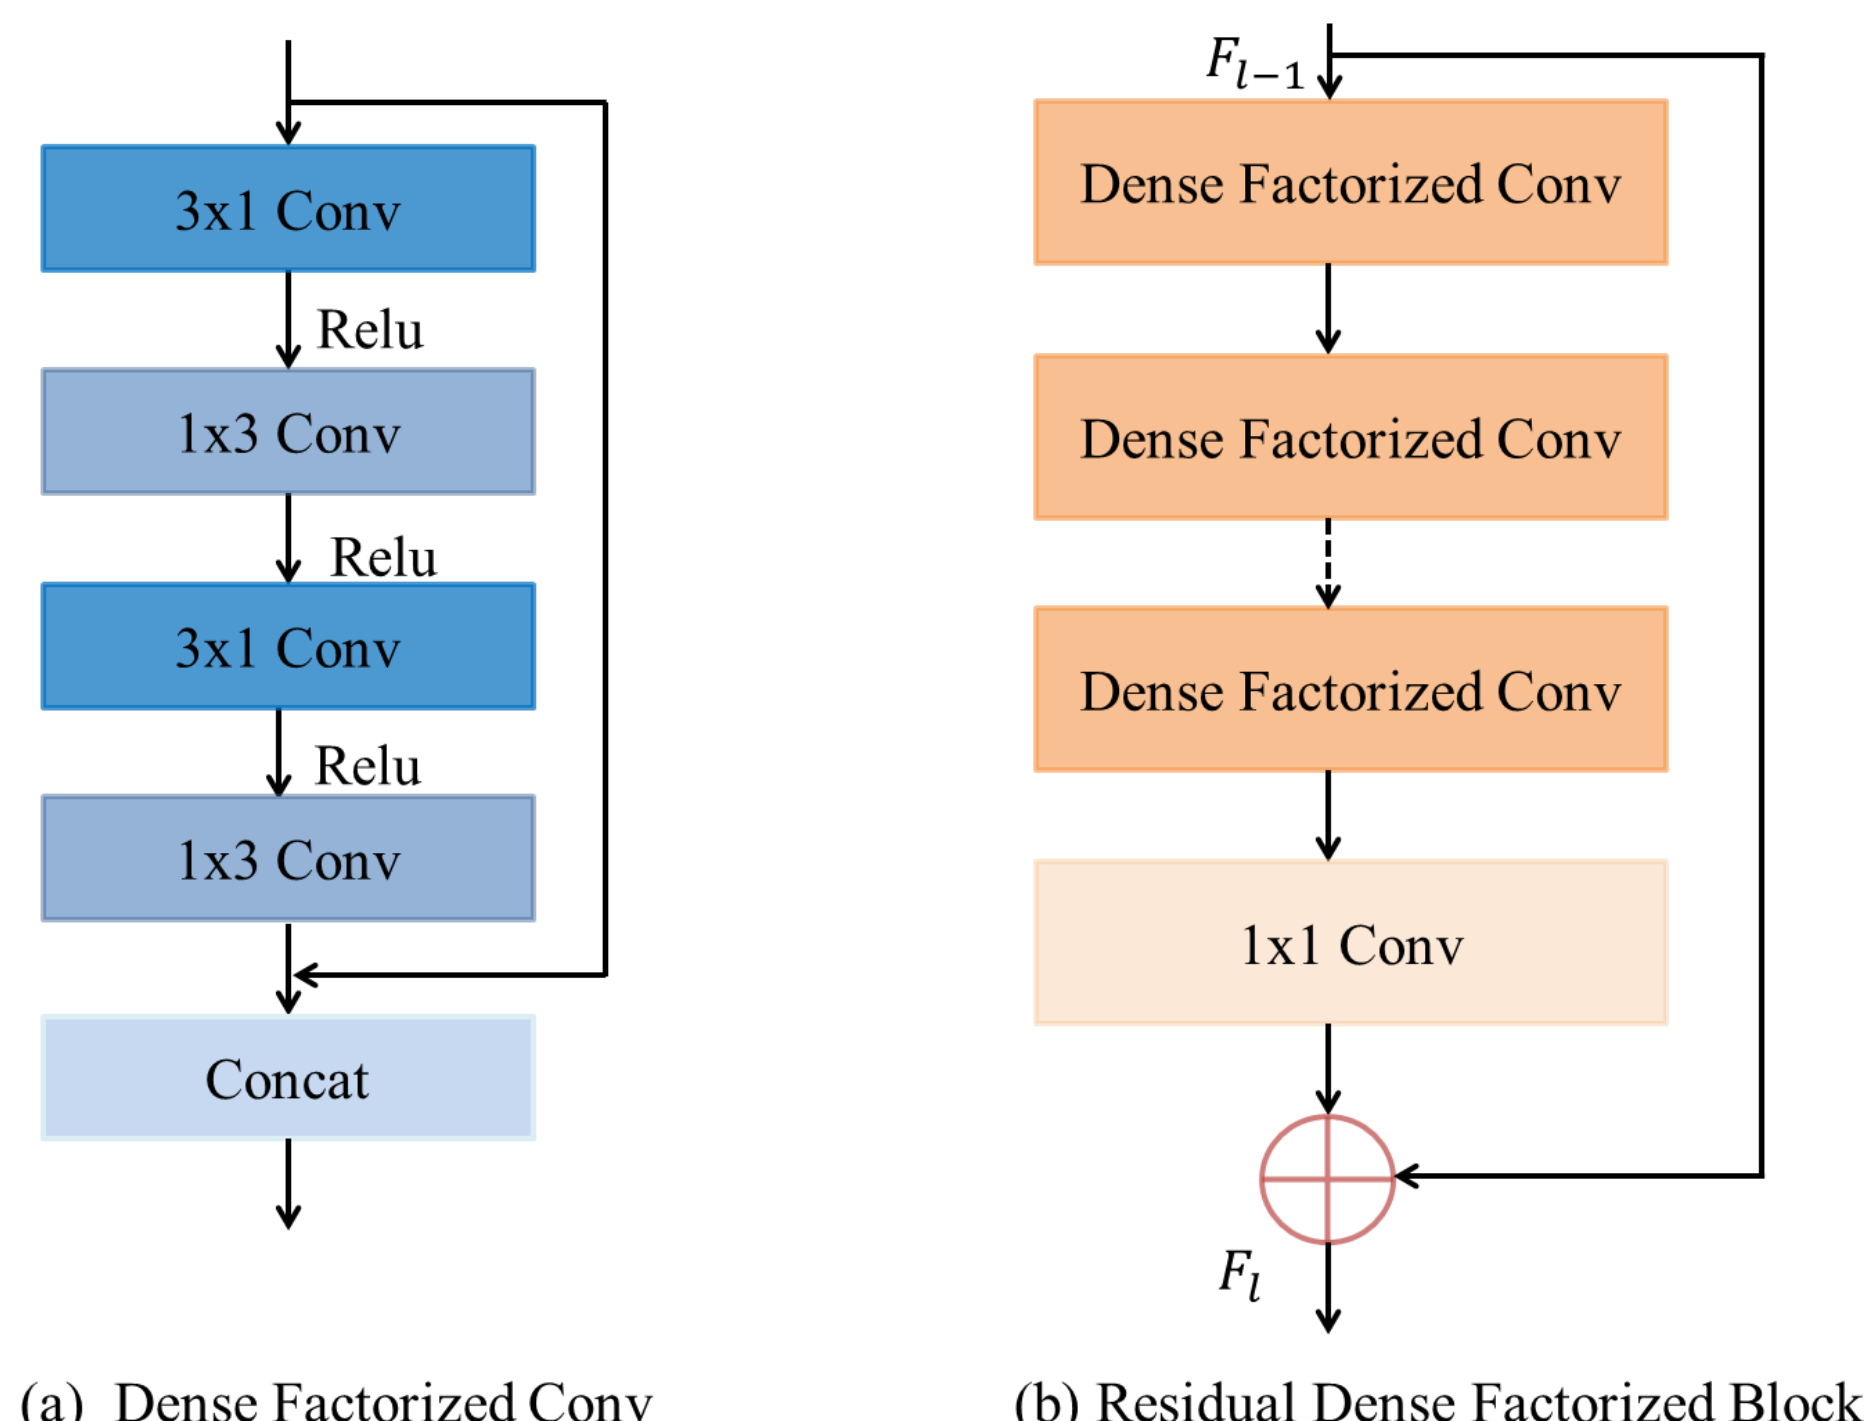 3x1 Conv
Relu
1x3 Conv
Relu
3x1 Conv
Relu
1x3 Conv
Concat
(a) Dense Factorized Conv
F_{l-1}
Dense Factorized Conv
Dense Factorized Conv
Dense Factorized Conv
1x1 Conv
F_l
(b) Residual Dense Factorized Block